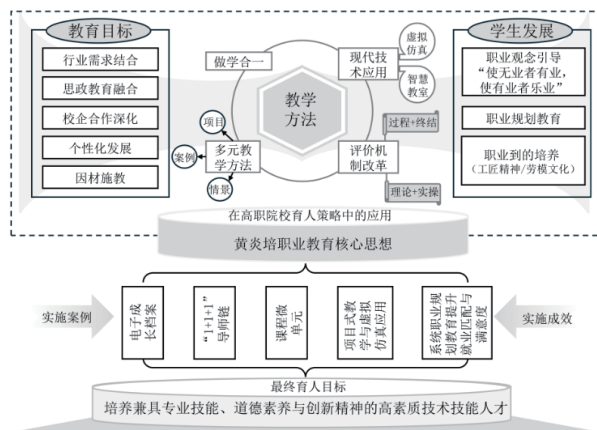 教育目标
行业需求结合
思政教育融合
校企合作深化
个性化发展
因材施教
做学合一
现代技
术应用
虚拟
仿真
智慧
教室
教学
方法
项目
案例
情景
多元教
学方法
评价机
制改革
过程+终结
理论+实操
学生发展
职业观念引导
“使无业者有业，
使有业者乐业”
职业规划教育
职业到的培养
（工匠精神/劳模文化）
在高职院校育人策略中的应用
黄炎培职业教育核心思想
实施案例
电子成
长档案
“1+1+1”
导师链
课程微
单元
项目式教
学与虚拟
仿真应用
系统职业规
划教育提升
就业匹配与
满意度
实施成效
最终育人目标
培养兼具专业技能、道德素养与创新精神的高素质技术技能人才